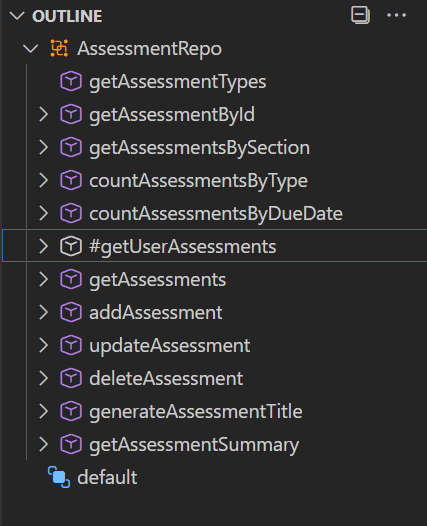 OUTLINE
AssessmentRepo
getAssessmentTypes
getAssessmentById
getAssessmentsBySection
countAssessmentsByType
countAssessmentsByDueDate
#getUserAssessments
getAssessments
addAssessment
updateAssessment
deleteAssessment
generateAssessmentTitle
getAssessmentSummary
default